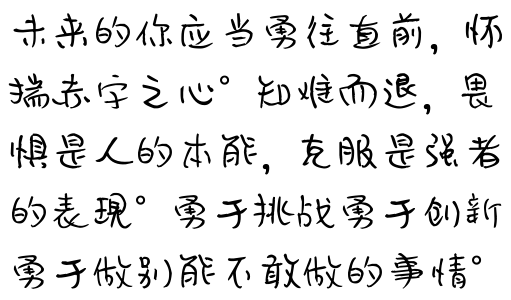 未来的你应当勇往直前，怀
揣赤字之心。知难而退，畏
惧是人的本能，克服是强者
的表现。勇于挑战勇于创新
勇于做别能不敢做的事情。